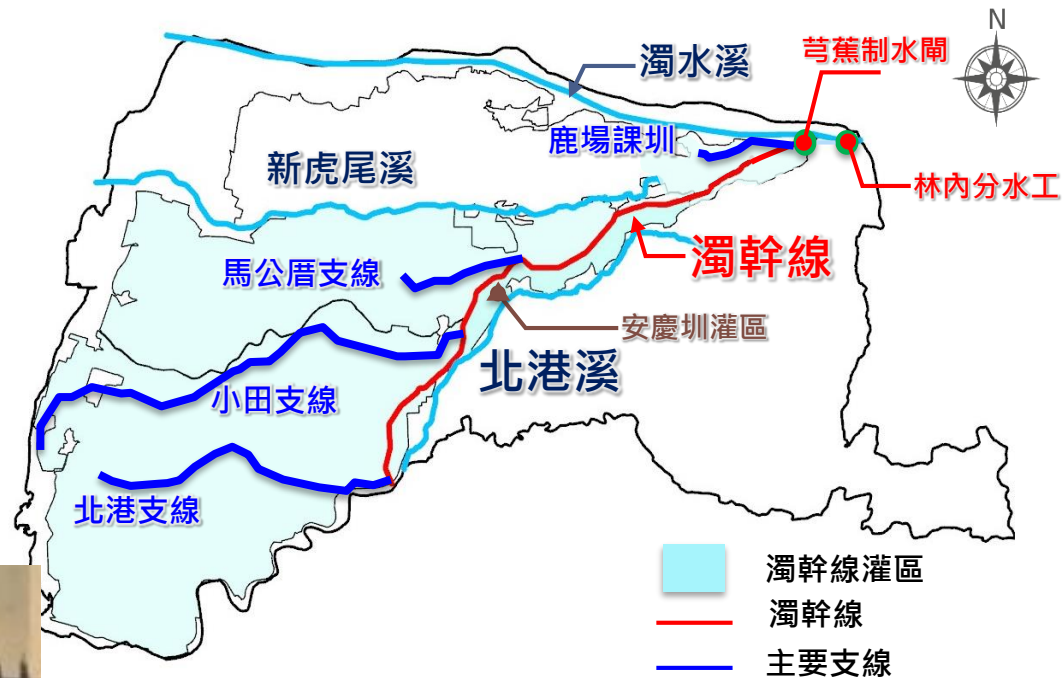 N
芎蕉制水閘
濁水溪
鹿場課圳
新虎尾溪
林內分水工
濁幹線
馬公厝支線
安慶圳灌區
北港溪
小田支線
北港支線
濁幹線灌區
濁幹線
主要支線